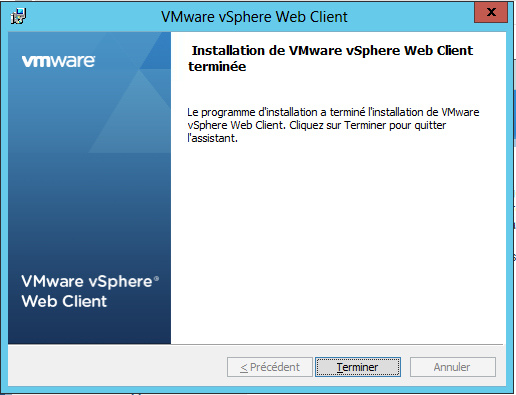 VMware vSphere Web Client
x
vmware
Installation de VMware vSphere Web Client
terminée
Le programme d'installation a terminé l'installation de VMware
vSphere Web Client. Cliquez sur Terminer pour quitter
l'assistant.
VMware vSphere®
Web Client
< Précédent
Terminer
Annuler